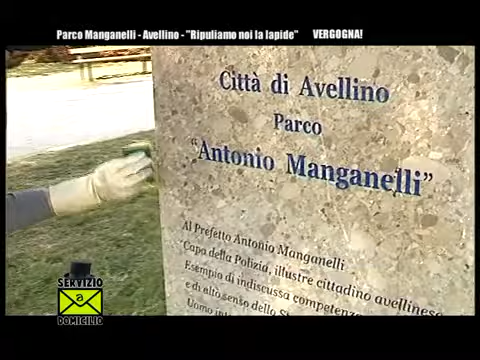 Parco Manganelli - Avellino - "Ripuliamo noi la lapide" VERGOGNA!
Città di Avellino
Parco
"Antonio Manganelli"
Al Prefetto Antonio Manganelli
Capo della Polizia, illustre cittadino avellinese
Esempio di indiscussa competenza
e di alto senso dello
Uomo
SERVIZIO
a
DOMICILIO